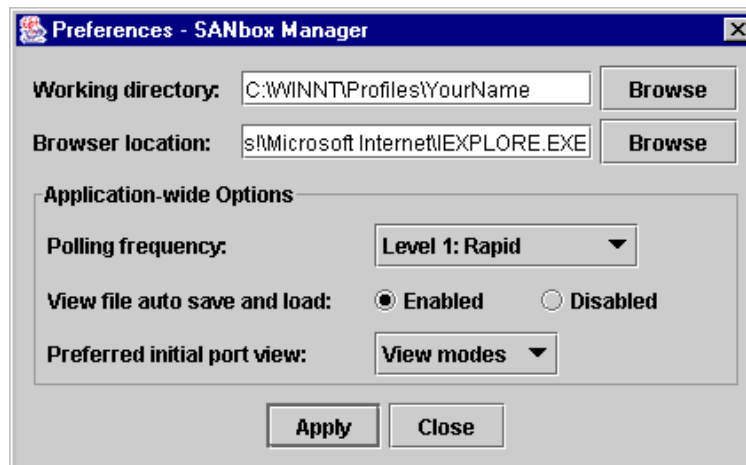 Preferences - SANbox Manager
Working directory: C:\WINNT\Profiles\YourName Browse
Browser location: s!\Microsoft Internet\IEXPLORE.EXE Browse
Application-wide Options
Polling frequency: Level 1: Rapid
View file auto save and load: Enabled Disabled
Preferred initial port view: View modes
Apply Close